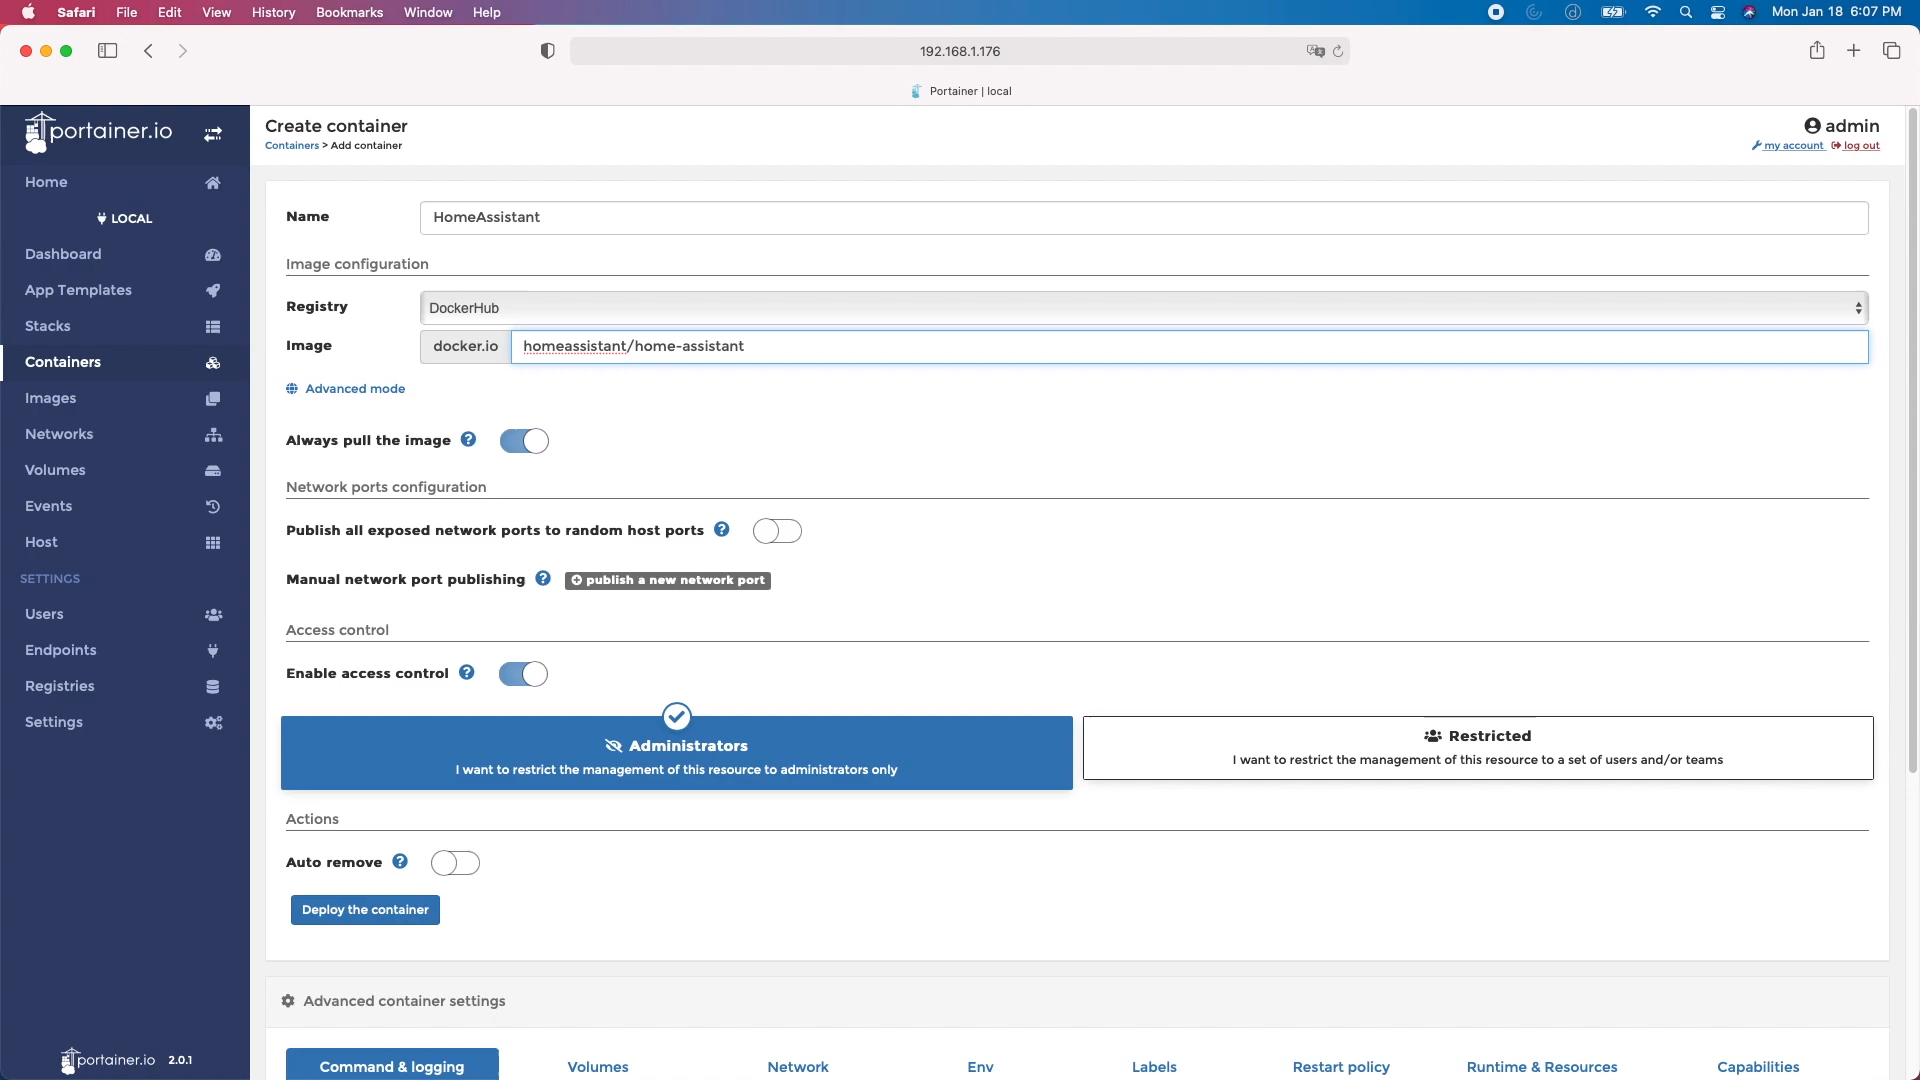 Safari File Edit View History Bookmarks Window Help Mon Jan 18 6:07 PM
192.168.1.176
Portainer | local
portainer.io
Home
LOCAL
Dashboard
App Templates
Stacks
Containers
Images
Networks
Volumes
Events
Host
SETTINGS
Users
Endpoints
Registries
Settings
portainer.io 2.0.1
Create container
Containers > Add container
admin
my account log out
Name HomeAssistant
Image configuration
Registry DockerHub
Image docker.io homeassistant/home-assistant
Advanced mode
Always pull the image
Network ports configuration
Publish all exposed network ports to random host ports
Manual network port publishing publish a new network port
Access control
Enable access control
Administrators
I want to restrict the management of this resource to administrators only
Restricted
I want to restrict the management of this resource to a set of users and/or teams
Actions
Auto remove
Deploy the container
Advanced container settings
Command & logging Volumes Network Env Labels Restart policy Runtime & Resources Capabilities